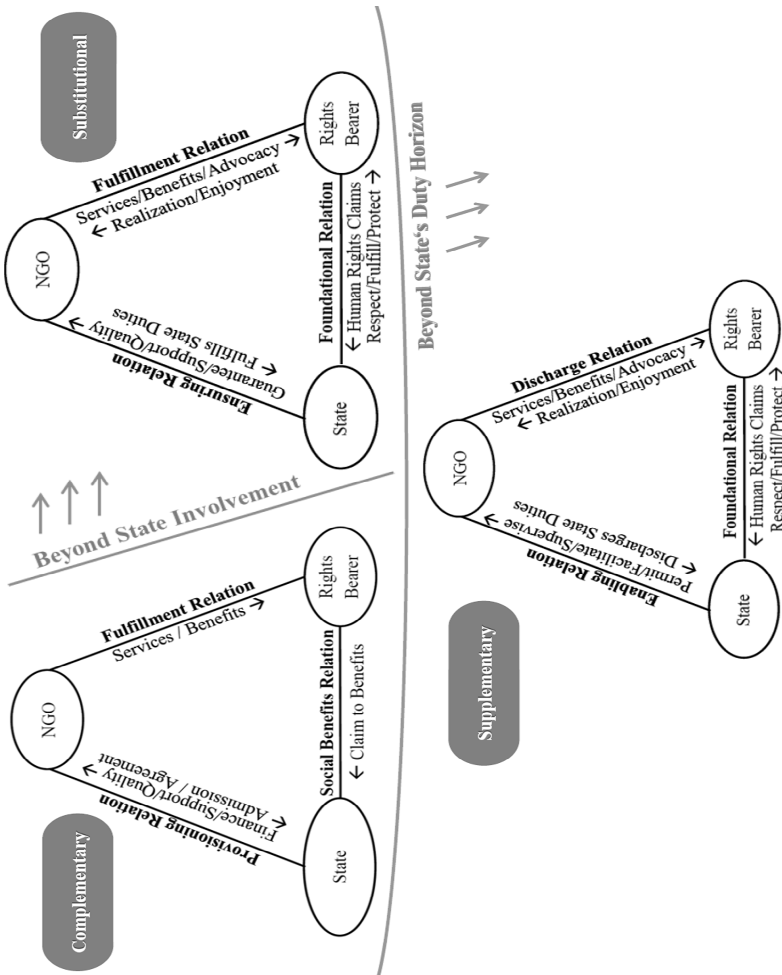 Complementary
NGO
Provisioning Relation
Finance/Support/Quality →
← Admission / Agreement
Fulfillment Relation
Services / Benefits →
State
Social Benefits Relation
← Claim to Benefits
Rights
Bearer
Beyond State Involvement
Substitutional
NGO
Ensuring Relation
Guarantee/Support/Quality →
← Fulfills State Duties
Fulfillment Relation
Services/Benefits/Advocacy →
← Realization/Enjoyment
State
Foundational Relation
← Human Rights Claims
Respect/Fulfill/Protect →
Rights
Bearer
Beyond State‘s Duty Horizon
Supplementary
NGO
Enabling Relation
Permit/Facilitate/Supervise →
← Discharges State Duties
Discharge Relation
Services/Benefits/Advocacy →
← Realization/Enjoyment
State
Foundational Relation
← Human Rights Claims
Respect/Fulfill/Protect →
Rights
Bearer